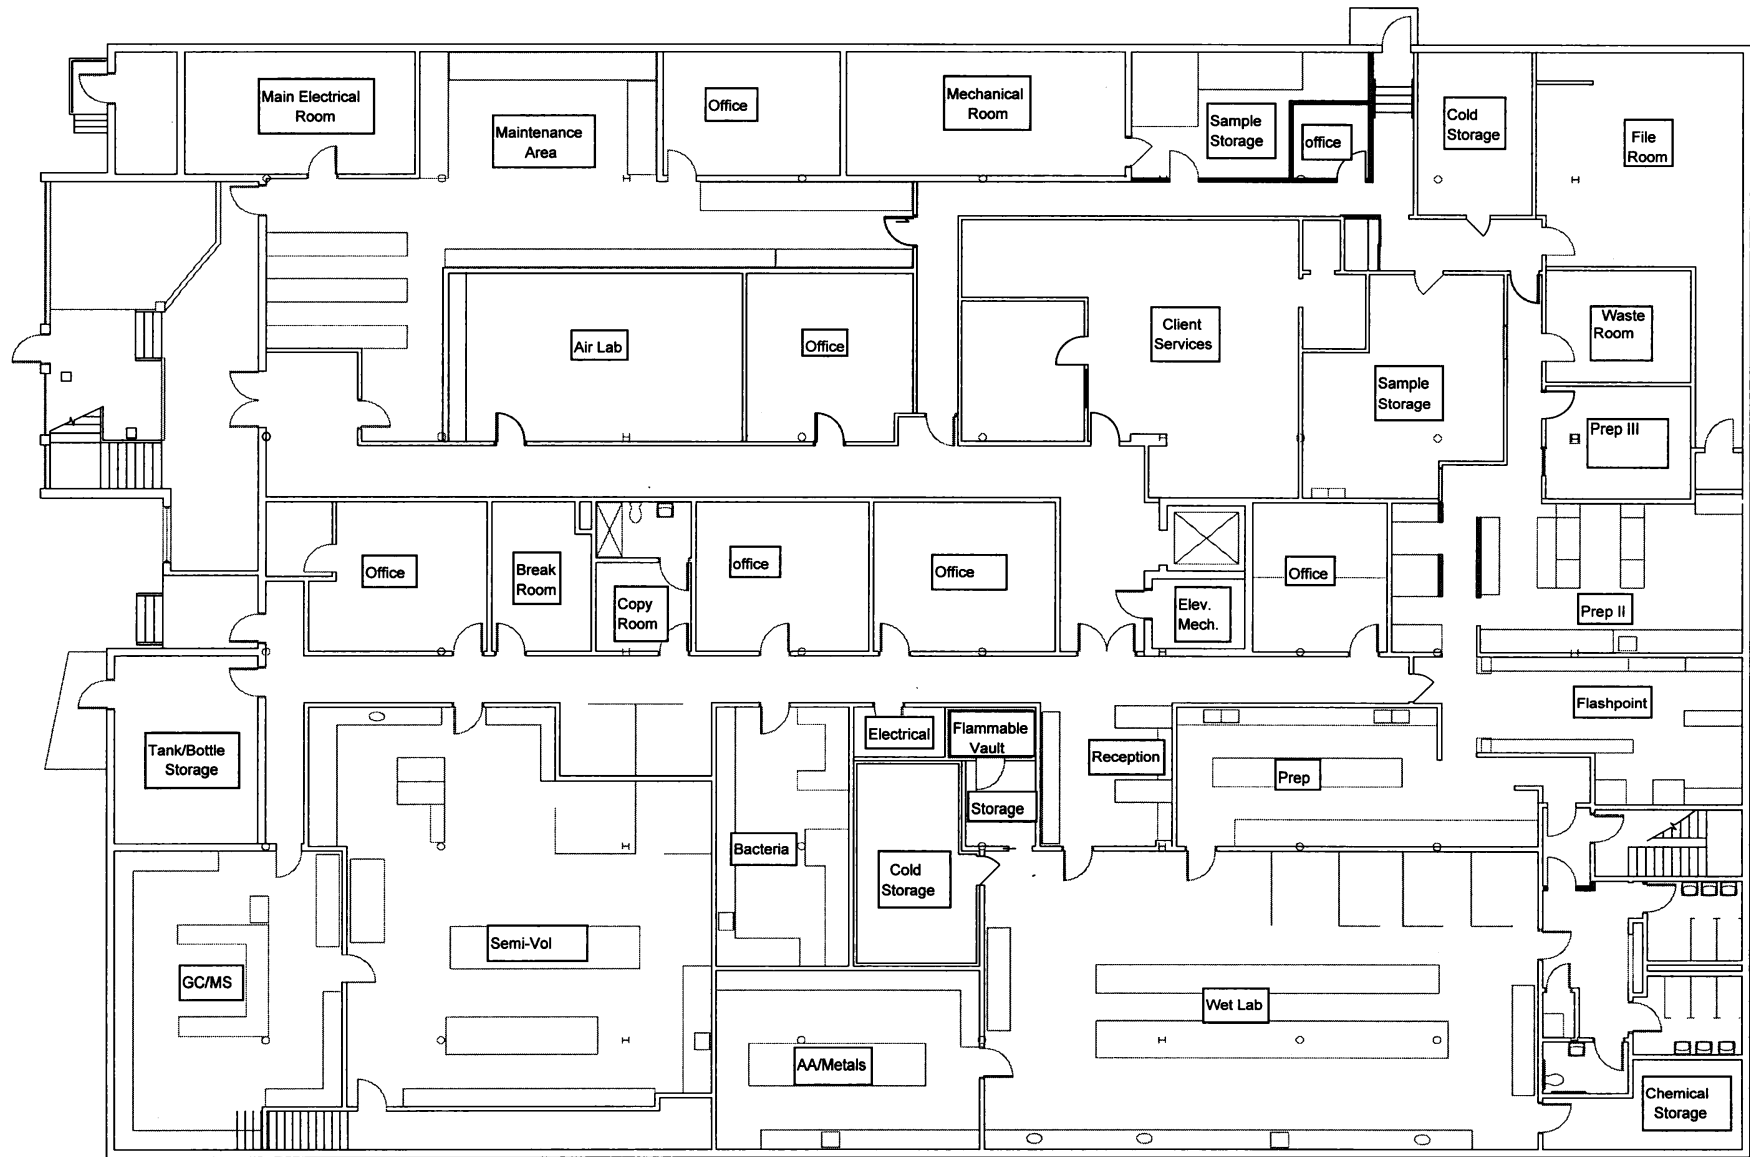 Main Electrical
Room
Maintenance
Area
Office
Mechanical
Room
Sample
Storage
office
Cold
Storage
File
Room
Air Lab
Office
Client
Services
Sample
Storage
Waste
Room
Prep III
Office
Break
Room
Copy
Room
office
Office
Elev.
Mech.
Office
Prep II
Tank/Bottle
Storage
Electrical
Flammable
Vault
Reception
Flashpoint
Prep
Storage
Bacteria
Cold
Storage
Semi-Vol
GC/MS
Wet Lab
AA/Metals
Chemical
Storage